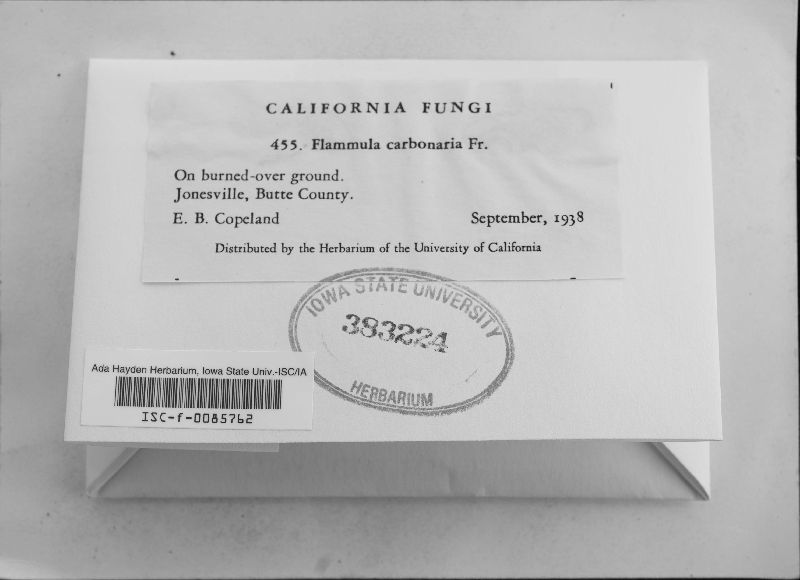 CALIFORNIA FUNGI
455. Flammula carbonaria Fr.
On burned-over ground.
Jonesville, Butte County.
E. B. Copeland September, 1938
Distributed by the Herbarium of the University of California
IOWA STATE UNIVERSITY
383224
HERBARIUM
Ada Hayden Herbarium, Iowa State Univ.-ISC/IA
ISC-f-0085762